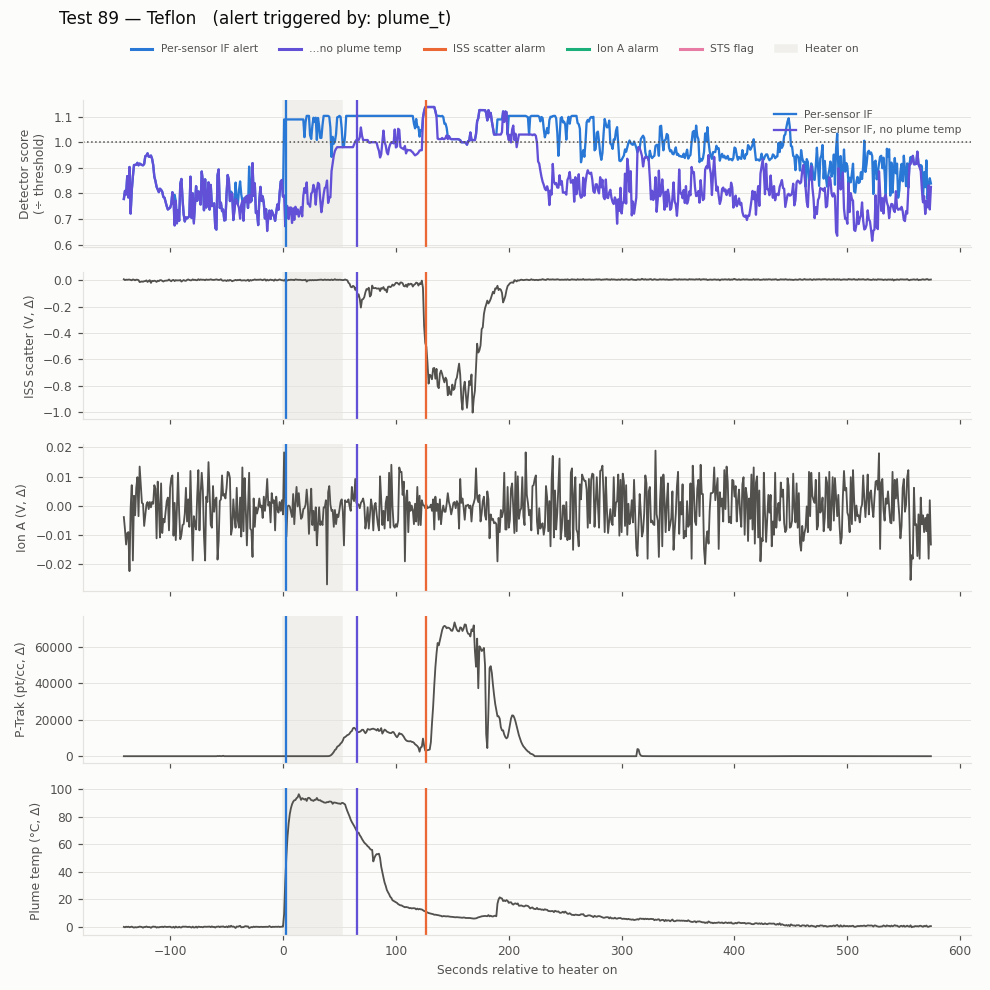 Test 89 — Teflon   (alert triggered by: plume_t)
Per-sensor IF alert
...no plume temp
ISS scatter alarm
Ion A alarm
STS flag
Heater on
Detector score
(÷ threshold)
1.1
1.0
0.9
0.8
0.7
0.6
Per-sensor IF
Per-sensor IF, no plume temp
ISS scatter (V, Δ)
0.0
−0.2
−0.4
−0.6
−0.8
−1.0
Ion A (V, Δ)
0.02
0.01
0.00
−0.01
−0.02
P-Trak (pt/cc, Δ)
60000
40000
20000
0
Plume temp (°C, Δ)
100
80
60
40
20
0
−100
0
100
200
300
400
500
600
Seconds relative to heater on